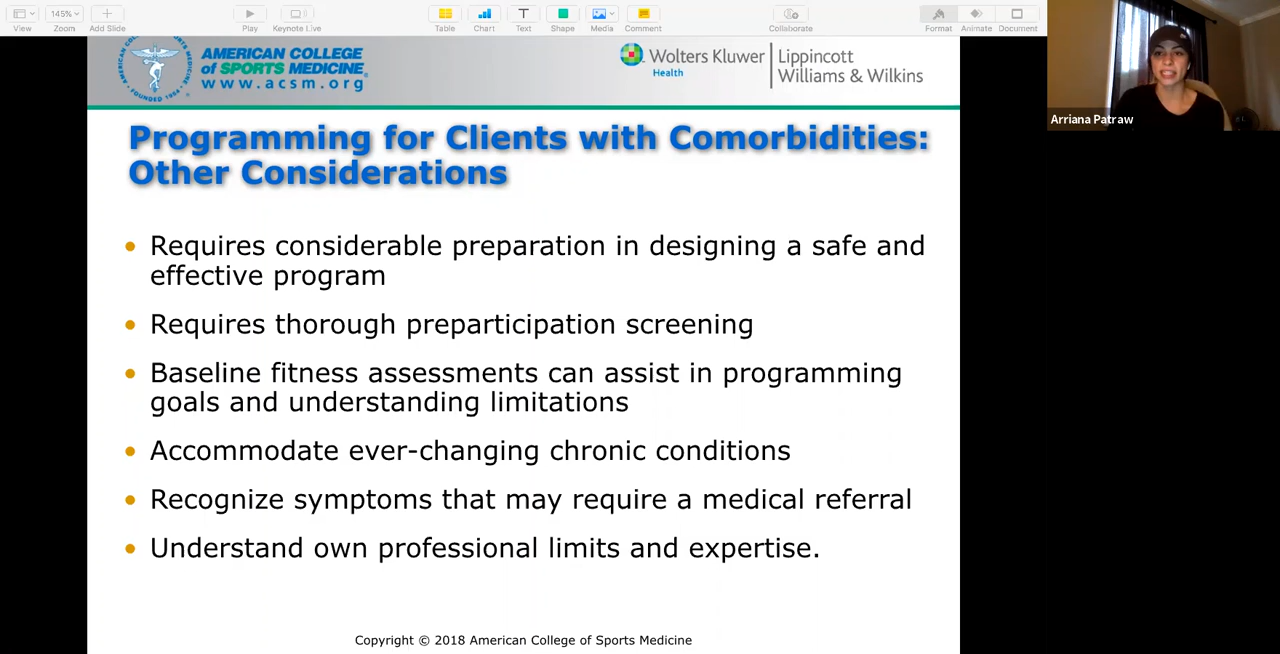 145%
View
Zoom
Add Slide
Play
Keynote Live
Table
Chart
Text
Shape
Media
Comment
Collaborate
Format
Animate
Document
AMERICAN COLLEGE
of SPORTS MEDICINE
www.acsm.org
Wolters Kluwer
Health
Lippincott
Williams & Wilkins
Arriana Patraw
Programming for Clients with Comorbidities:
Other Considerations
• Requires considerable preparation in designing a safe and
effective program
• Requires thorough preparticipation screening
• Baseline fitness assessments can assist in programming
goals and understanding limitations
• Accommodate ever-changing chronic conditions
• Recognize symptoms that may require a medical referral
• Understand own professional limits and expertise.
Copyright © 2018 American College of Sports Medicine